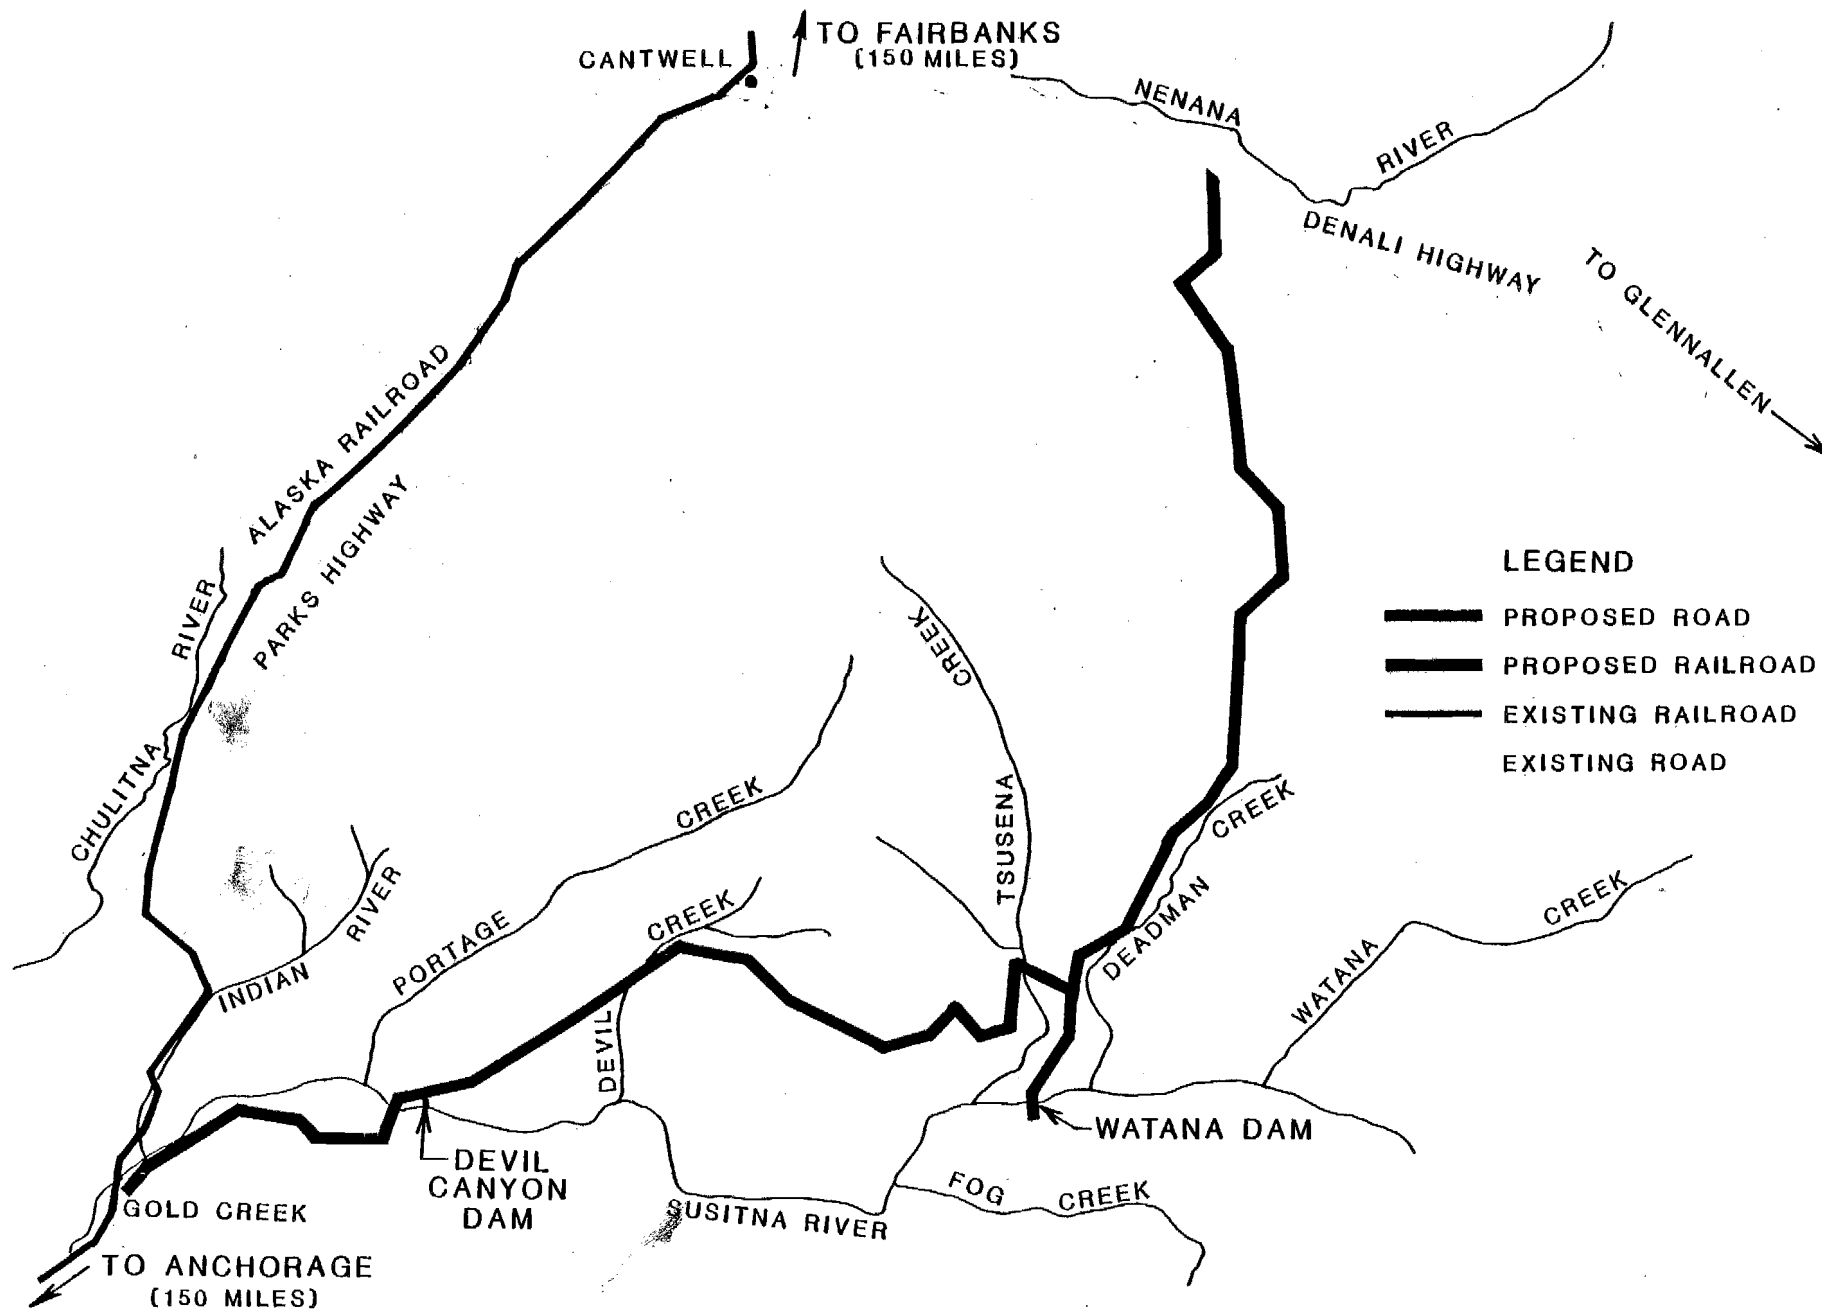 TO FAIRBANKS
(150 MILES)
CANTWELL
NENANA
RIVER
DENALI HIGHWAY
TO GLENNALLEN
ALASKA RAILROAD
PARKS HIGHWAY
CHULITNA
RIVER
LEGEND
PROPOSED ROAD
PROPOSED RAILROAD
EXISTING RAILROAD
EXISTING ROAD
TSUSENA
CREEK
DEADMAN
CREEK
WATANA
CREEK
PORTAGE
CREEK
DEVIL
CREEK
INDIAN
RIVER
WATANA DAM
DEVIL
CANYON
DAM
FOG
CREEK
SUSITNA RIVER
GOLD CREEK
TO ANCHORAGE
(150 MILES)